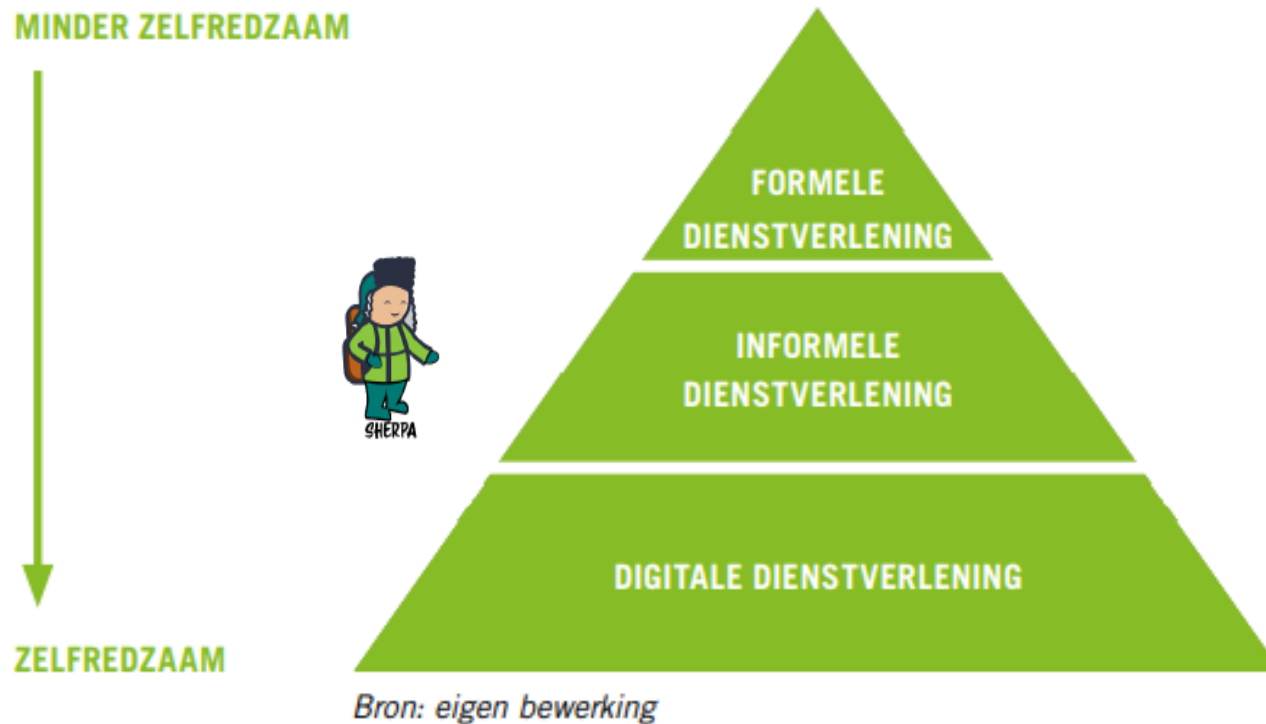 MINDER ZELFREDZAAM
FORMELE
DIENSTVERLENING
SHERPA
INFORMELE
DIENSTVERLENING
DIGITALE DIENSTVERLENING
ZELFREDZAAM
Bron: eigen bewerking